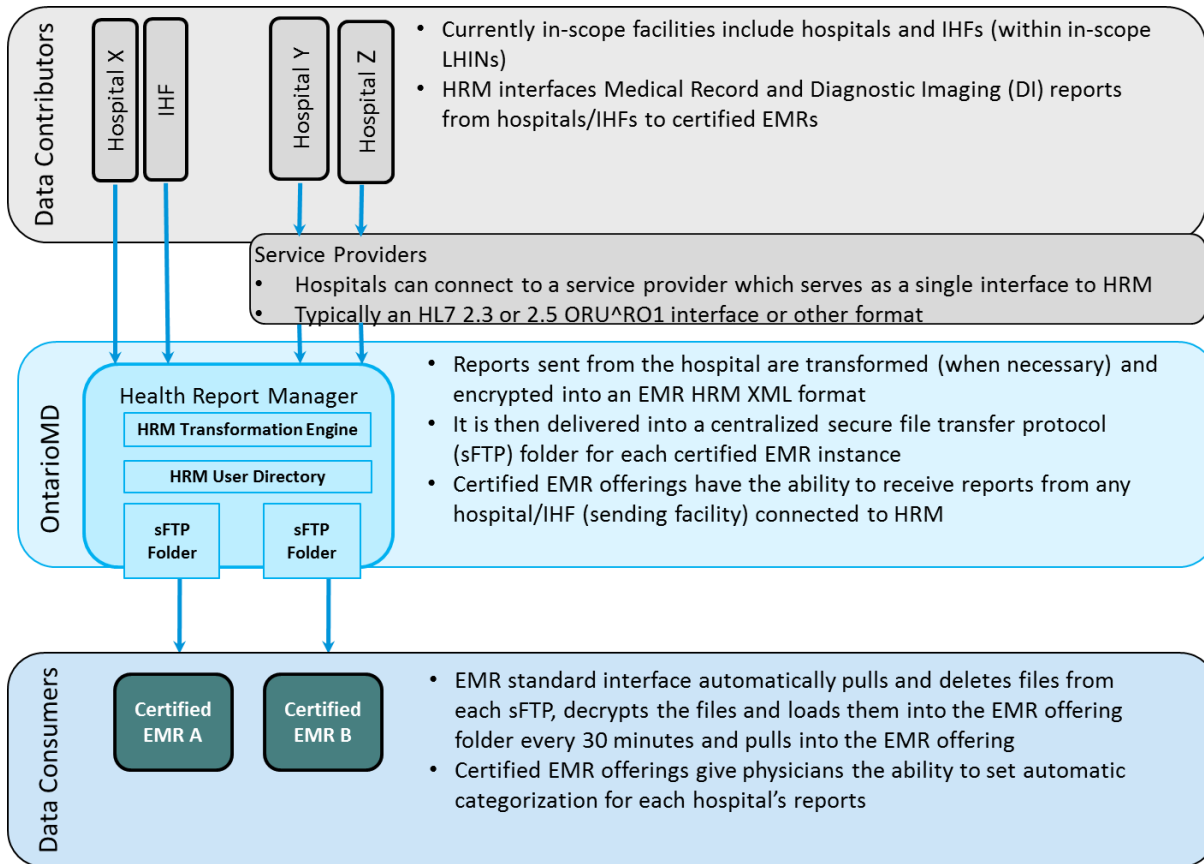 Data Contributors
Hospital X
IHF
Hospital Y
Hospital Z
• Currently in-scope facilities include hospitals and IHFs (within in-scope
LHINs)
• HRM interfaces Medical Record and Diagnostic Imaging (DI) reports
from hospitals/IHFs to certified EMRs
Service Providers
• Hospitals can connect to a service provider which serves as a single interface to HRM
• Typically an HL7 2.3 or 2.5 ORU^RO1 interface or other format
OntarioMD
Health Report Manager
HRM Transformation Engine
HRM User Directory
sFTP
Folder
sFTP
Folder
• Reports sent from the hospital are transformed (when necessary) and
encrypted into an EMR HRM XML format
• It is then delivered into a centralized secure file transfer protocol
(sFTP) folder for each certified EMR instance
• Certified EMR offerings have the ability to receive reports from any
hospital/IHF (sending facility) connected to HRM
Data Consumers
Certified
EMR A
Certified
EMR B
• EMR standard interface automatically pulls and deletes files from
each sFTP, decrypts the files and loads them into the EMR offering
folder every 30 minutes and pulls into the EMR offering
• Certified EMR offerings give physicians the ability to set automatic
categorization for each hospital’s reports